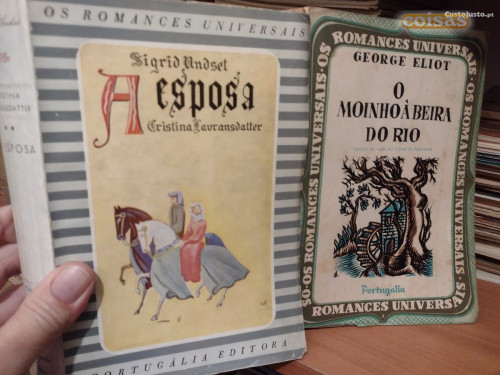 OS ROMANCES UNIVERSAIS
Sigrid Undset
A esposa
Cristina Lavransdatter
PORTUGÁLIA EDITORA
ESPOSA
OS ROMANCES UNIVERSAIS
GEORGE ELIOT
O
MOINHO À BEIRA
DO RIO
Portugália
ROMANCES UNIVERSAIS
coisas
CustoJusto.pt